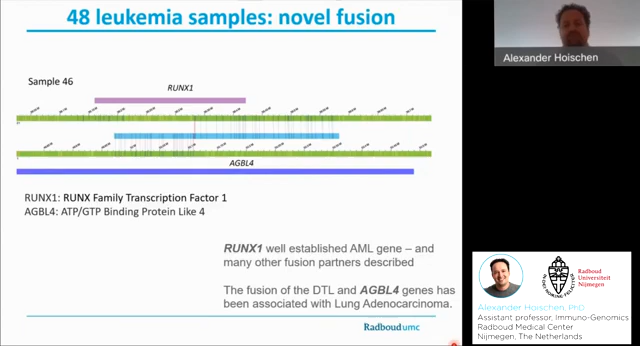 48 leukemia samples: novel fusion
Alexander Hoischen
Sample 46
RUNX1
AGBL4
RUNX1: RUNX Family Transcription Factor 1
AGBL4: ATP/GTP Binding Protein Like 4
RUNX1 well established AML gene – and
many other fusion partners described
The fusion of the DTL and AGBL4 genes has
been associated with Lung Adenocarcinoma.
Radboudumc
Radboud
Universiteit
Nijmegen
Alexander Hoischen, PhD
Assistant professor, Immuno-Genomics
Radboud Medical Center
Nijmegen, The Netherlands